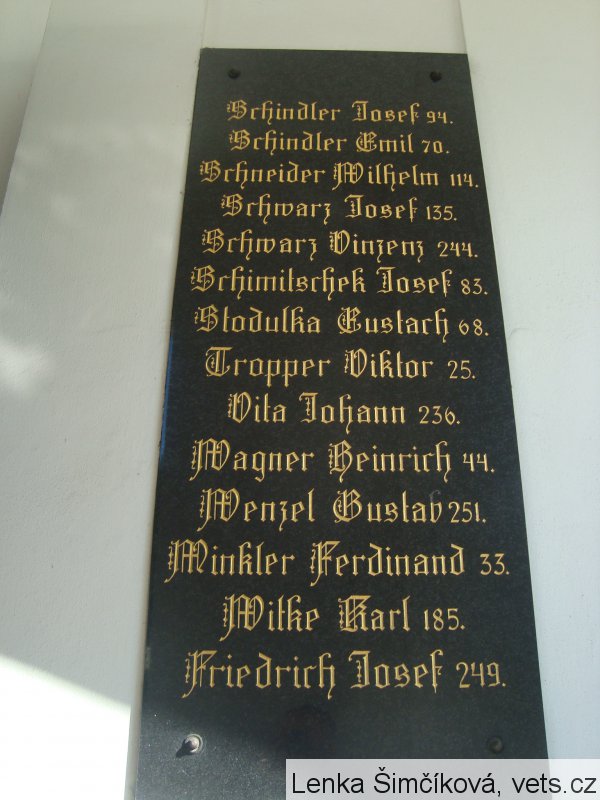 Schindler Josef 94.
Schindler Emil 70.
Schneider Wilhelm 114.
Schwarz Josef 135.
Schwarz Vinzenz 244.
Schimitschek Josef 83.
Slodulka Eustach 68.
Tropper Viktor 25.
Vita Johann 236.
Wagner Heinrich 44.
Wenzel Gustav 251.
Winkler Ferdinand 33.
Witke Karl 185.
Friedrich Josef 249.
Lenka Šimčíková, vets.cz